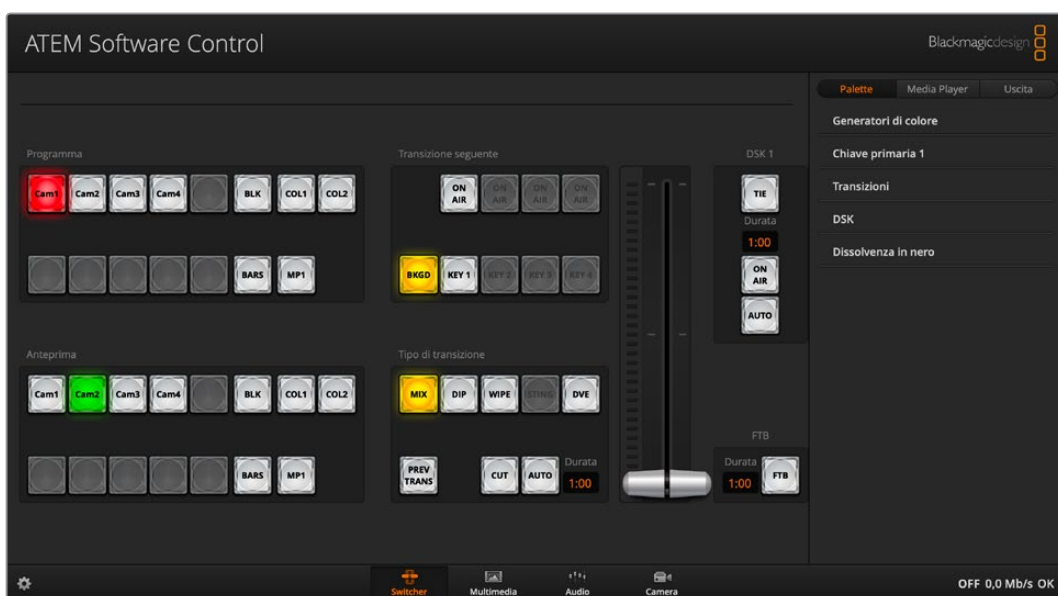 ATEM Software Control
Blackmagicdesign
Palette Media Player Uscita
Generatori di colore
Chiave primaria 1
Transizioni
DSK
Dissolvenza in nero
Programma
Cam1 Cam2 Cam3 Cam4 BLK COL1 COL2
BARS MP1
Transizione seguente
ON AIR ON AIR ON AIR ON AIR
BKGD KEY 1 KEY 2 KEY 3 KEY 4
DSK 1
TIE
Durata
1:00
ON AIR
AUTO
Anteprima
Cam1 Cam2 Cam3 Cam4 BLK COL1 COL2
BARS MP1
Tipo di transizione
MIX DIP WIPE STING DVE
PREV TRANS CUT AUTO
Durata
1:00
FTB
Durata
1:00 FTB
Switcher Multimedia Audio Camera
OFF 0,0 Mb/s OK